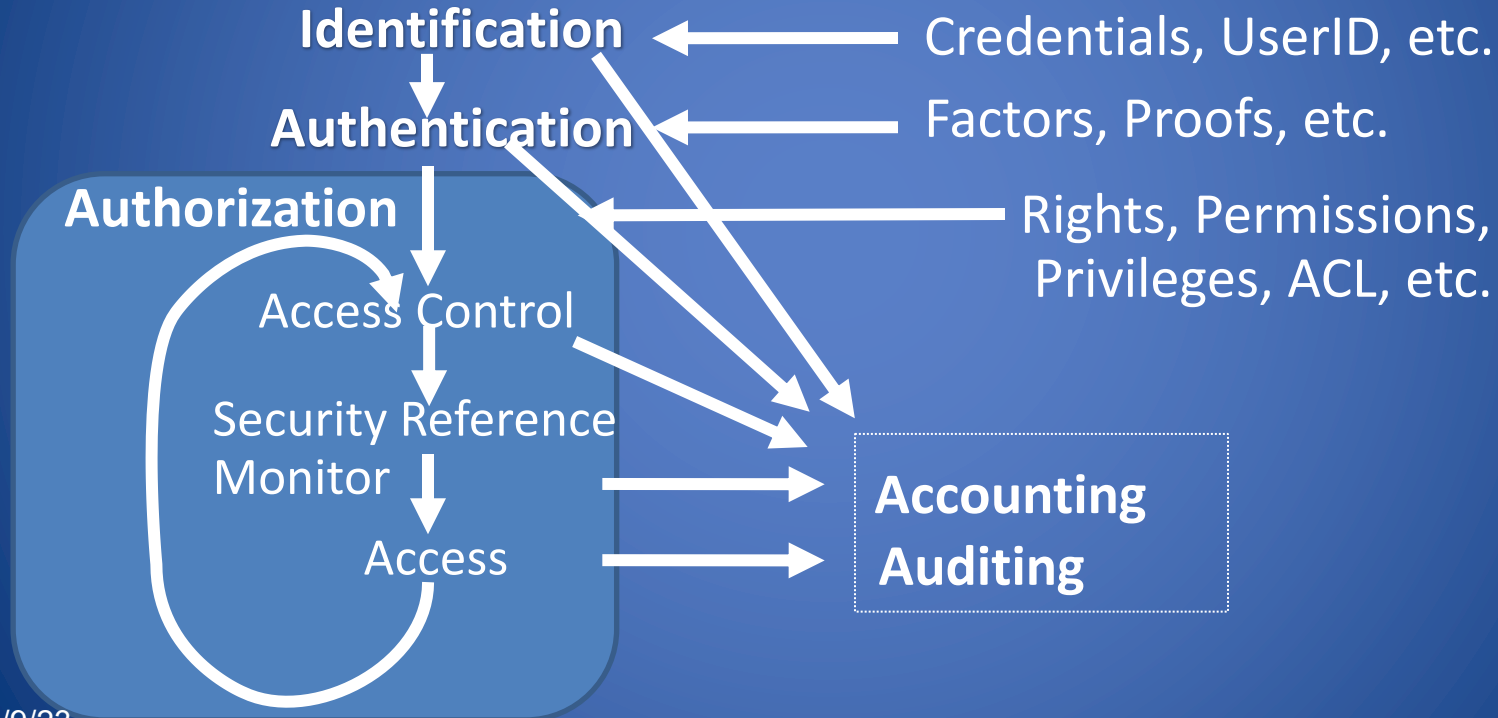 Identification
Credentials, UserID, etc.
Authentication
Factors, Proofs, etc.
Authorization
Rights, Permissions,
Privileges, ACL, etc.
Access Control
Security Reference
Monitor
Access
Accounting
Auditing